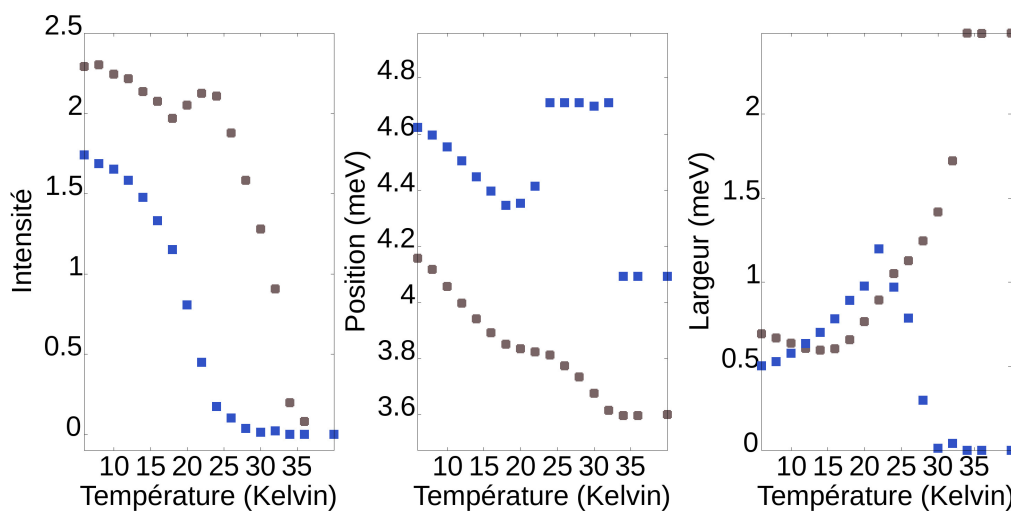 Intensité
2.5
2
1.5
1
0.5
0
10 15 20 25 30 35
Température (Kelvin)
Position (meV)
4.8
4.6
4.4
4.2
4
3.8
3.6
10 15 20 25 30 35
Température (Kelvin)
Largeur (meV)
2
1.5
1
0.5
0
10 15 20 25 30 35
Température (Kelvin)